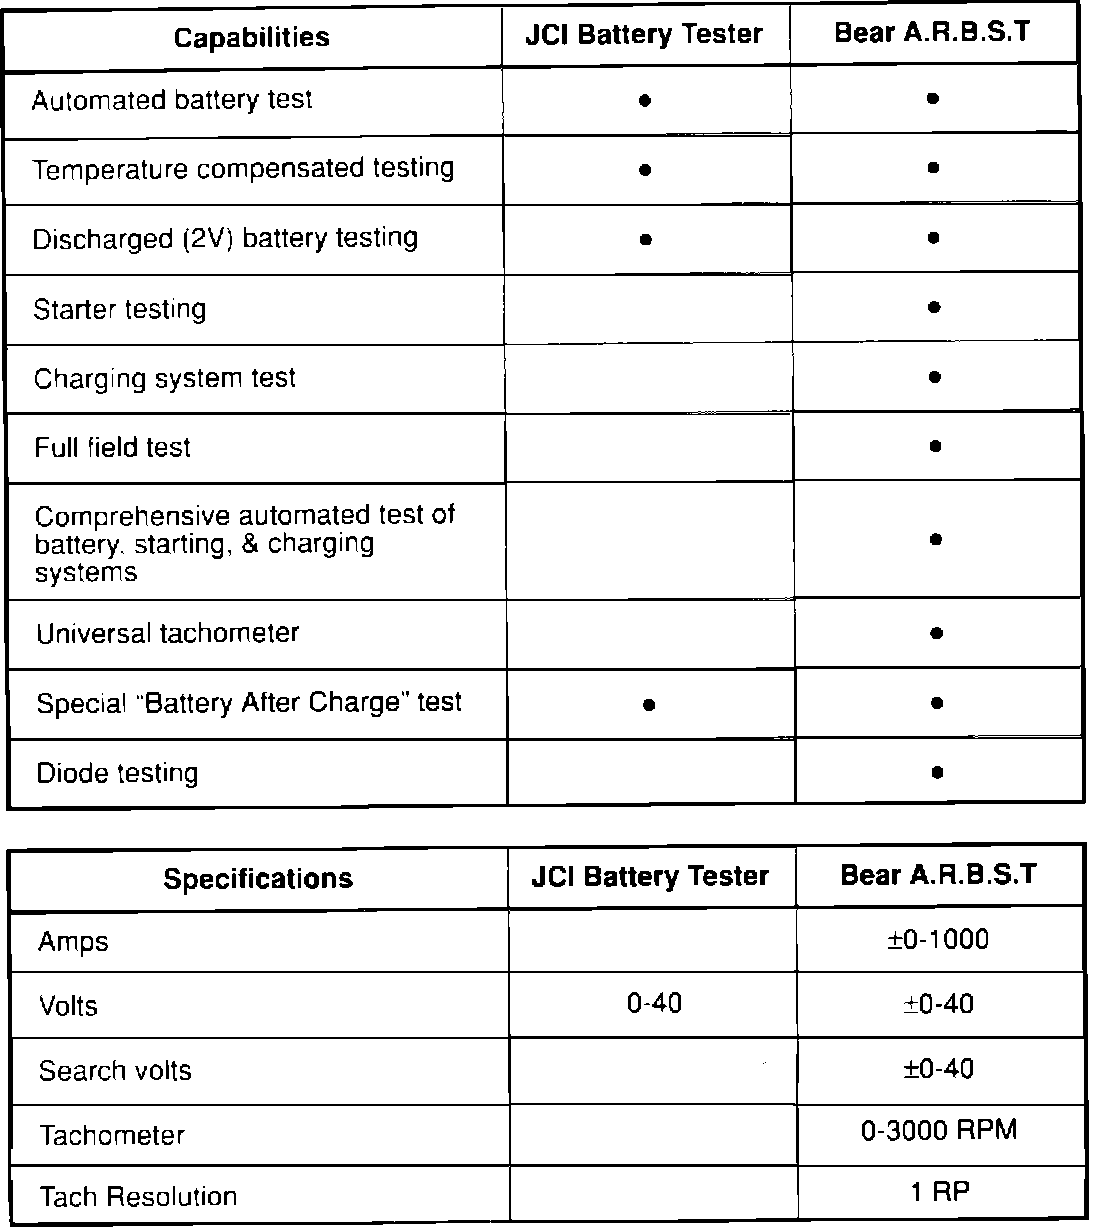 Capabilities JCI Battery Tester Bear A.R.B.S.T
Automated battery test • •
Temperature compensated testing • •
Discharged (2V) battery testing • •
Starter testing •
Charging system test •
Full field test •
Comprehensive automated test of
battery, starting, & charging •
systems
Universal tachometer •
Special "Battery After Charge" test • •
Diode testing •
Specifications JCI Battery Tester Bear A.R.B.S.T
Amps ±0-1000
Volts 0-40 ±0-40
Search volts ±0-40
Tachometer 0-3000 RPM
Tach Resolution 1 RP